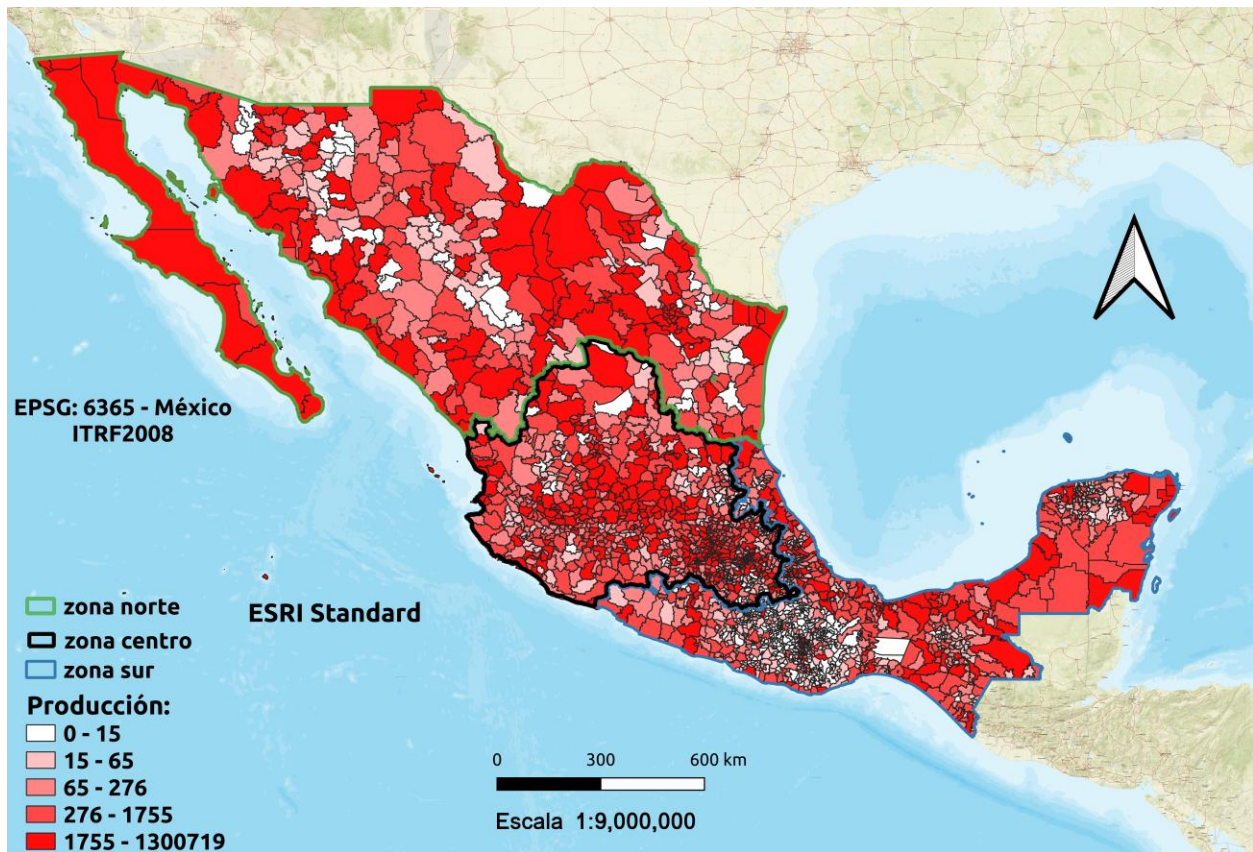 EPSG: 6365 - México
ITRF2008
ESRI Standard
zona norte
zona centro
zona sur
Producción:
0 - 15
15 - 65
65 - 276
276 - 1755
1755 - 1300719
0 300 600 km
Escala 1:9,000,000